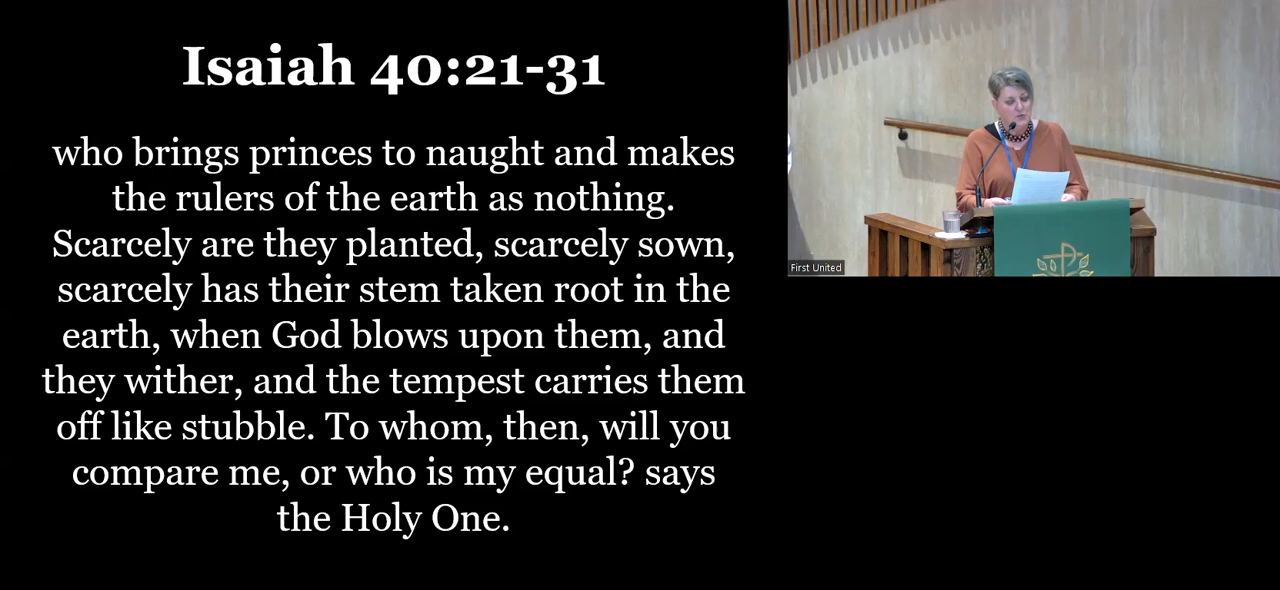 Isaiah 40:21-31
who brings princes to naught and makes
the rulers of the earth as nothing.
Scarcely are they planted, scarcely sown,
scarcely has their stem taken root in the
earth, when God blows upon them, and
they wither, and the tempest carries them
off like stubble. To whom, then, will you
compare me, or who is my equal? says
the Holy One.
First United